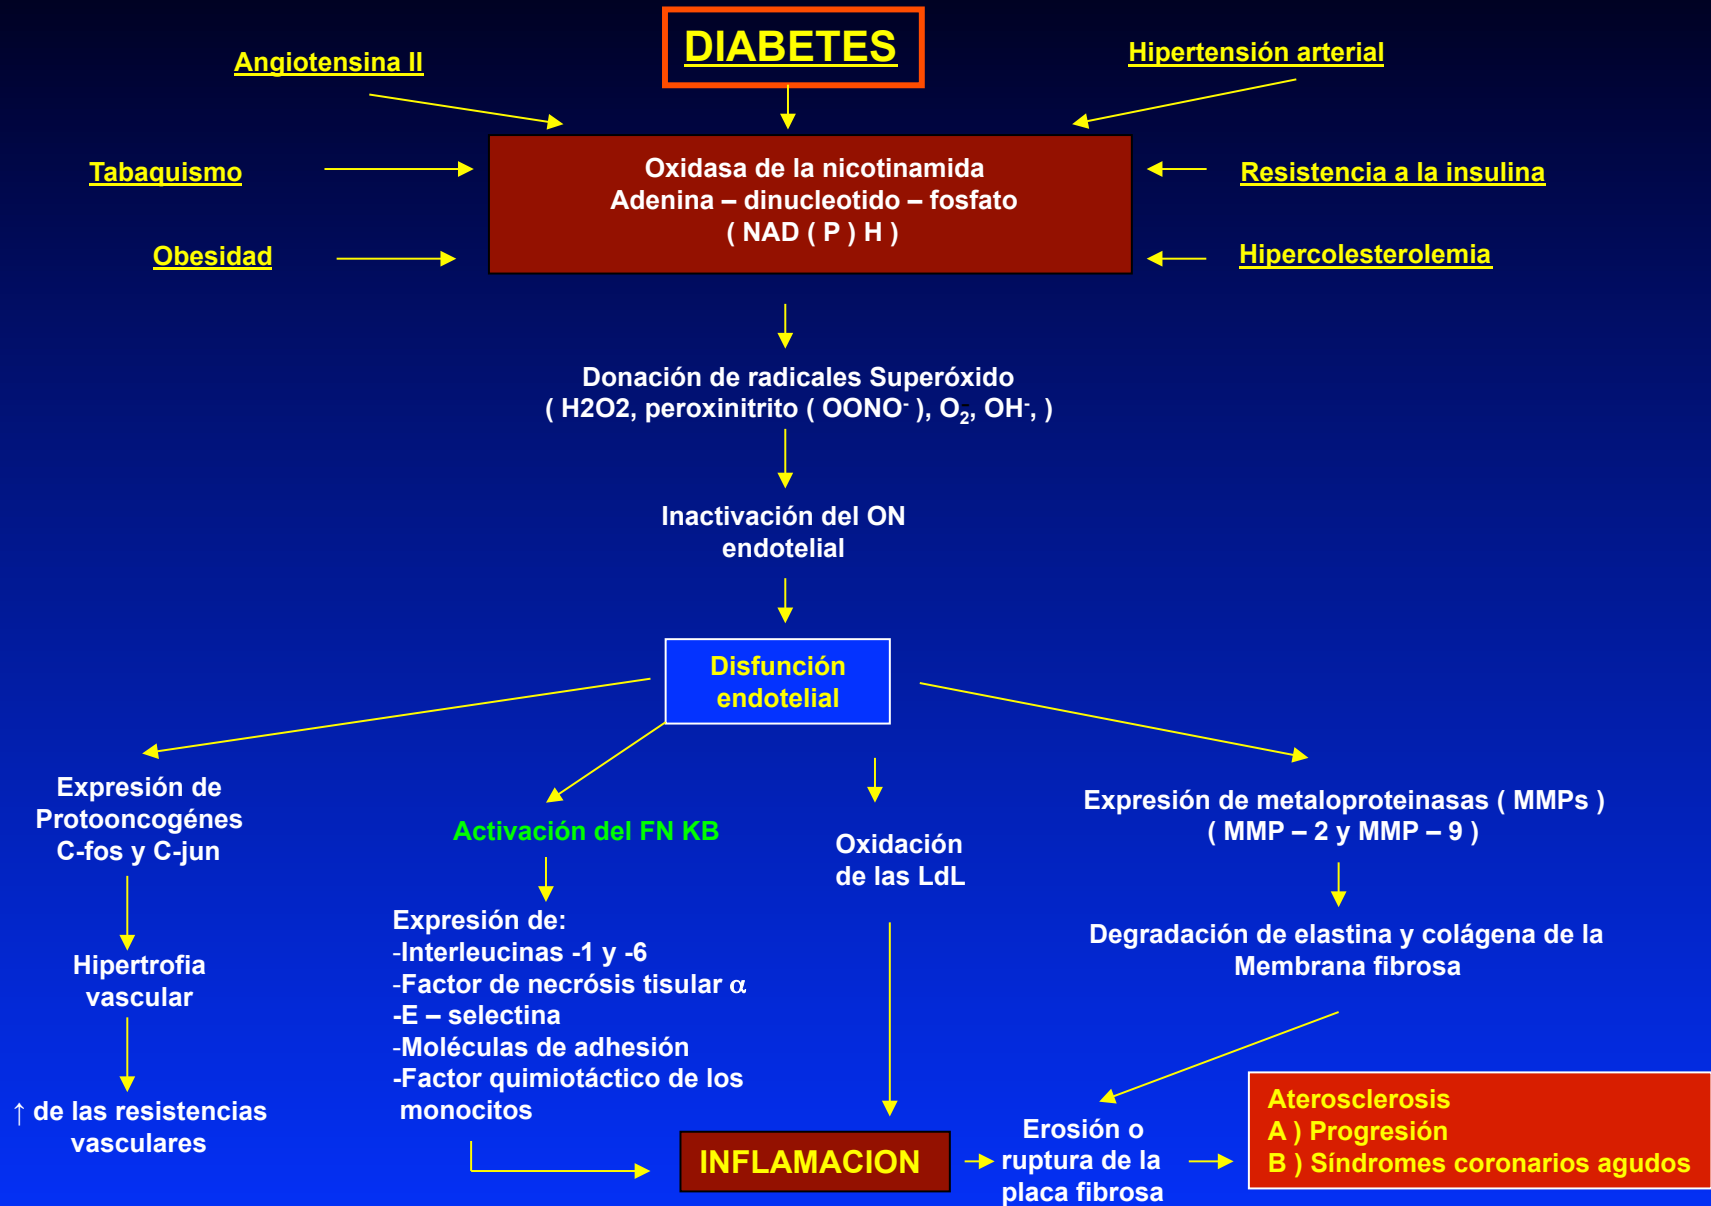 DIABETES
Angiotensina II
Hipertensión arterial
Tabaquismo
Oxidasa de la nicotinamida
Adenina – dinucleotido – fosfato
( NAD ( P ) H )
Resistencia a la insulina
Obesidad
Hipercolesterolemia
Donación de radicales Superóxido
( H2O2, peroxinitrito ( OONO⁻ ), O₂⁻, OH⁻, )
Inactivación del ON
endotelial
Disfunción
endotelial
Expresión de
Protooncogénes
C-fos y C-jun
Hipertrofia
vascular
↑ de las resistencias
vasculares
Activación del FN KB
Expresión de:
-Interleucinas -1 y -6
-Factor de necrósis tisular α
-E – selectina
-Moléculas de adhesión
-Factor quimiotáctico de los
monocitos
Oxidación
de las LdL
INFLAMACION
Expresión de metaloproteinasas ( MMPs )
( MMP – 2 y MMP – 9 )
Degradación de elastina y colágena de la
Membrana fibrosa
Erosión o
ruptura de la
placa fibrosa
Aterosclerosis
A ) Progresión
B ) Síndromes coronarios agudos